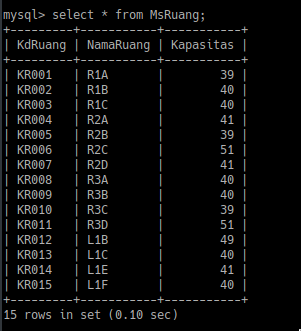 mysql> select * from MsRuang;
+---------+-----------+-----------+
| KdRuang | NamaRuang | Kapasitas |
+---------+-----------+-----------+
| KR001   | R1A       |        39 |
| KR002   | R1B       |        40 |
| KR003   | R1C       |        40 |
| KR004   | R2A       |        41 |
| KR005   | R2B       |        39 |
| KR006   | R2C       |        51 |
| KR007   | R2D       |        41 |
| KR008   | R3A       |        40 |
| KR009   | R3B       |        40 |
| KR010   | R3C       |        39 |
| KR011   | R3D       |        51 |
| KR012   | L1B       |        49 |
| KR013   | L1C       |        40 |
| KR014   | L1E       |        41 |
| KR015   | L1F       |        40 |
+---------+-----------+-----------+
15 rows in set (0.10 sec)